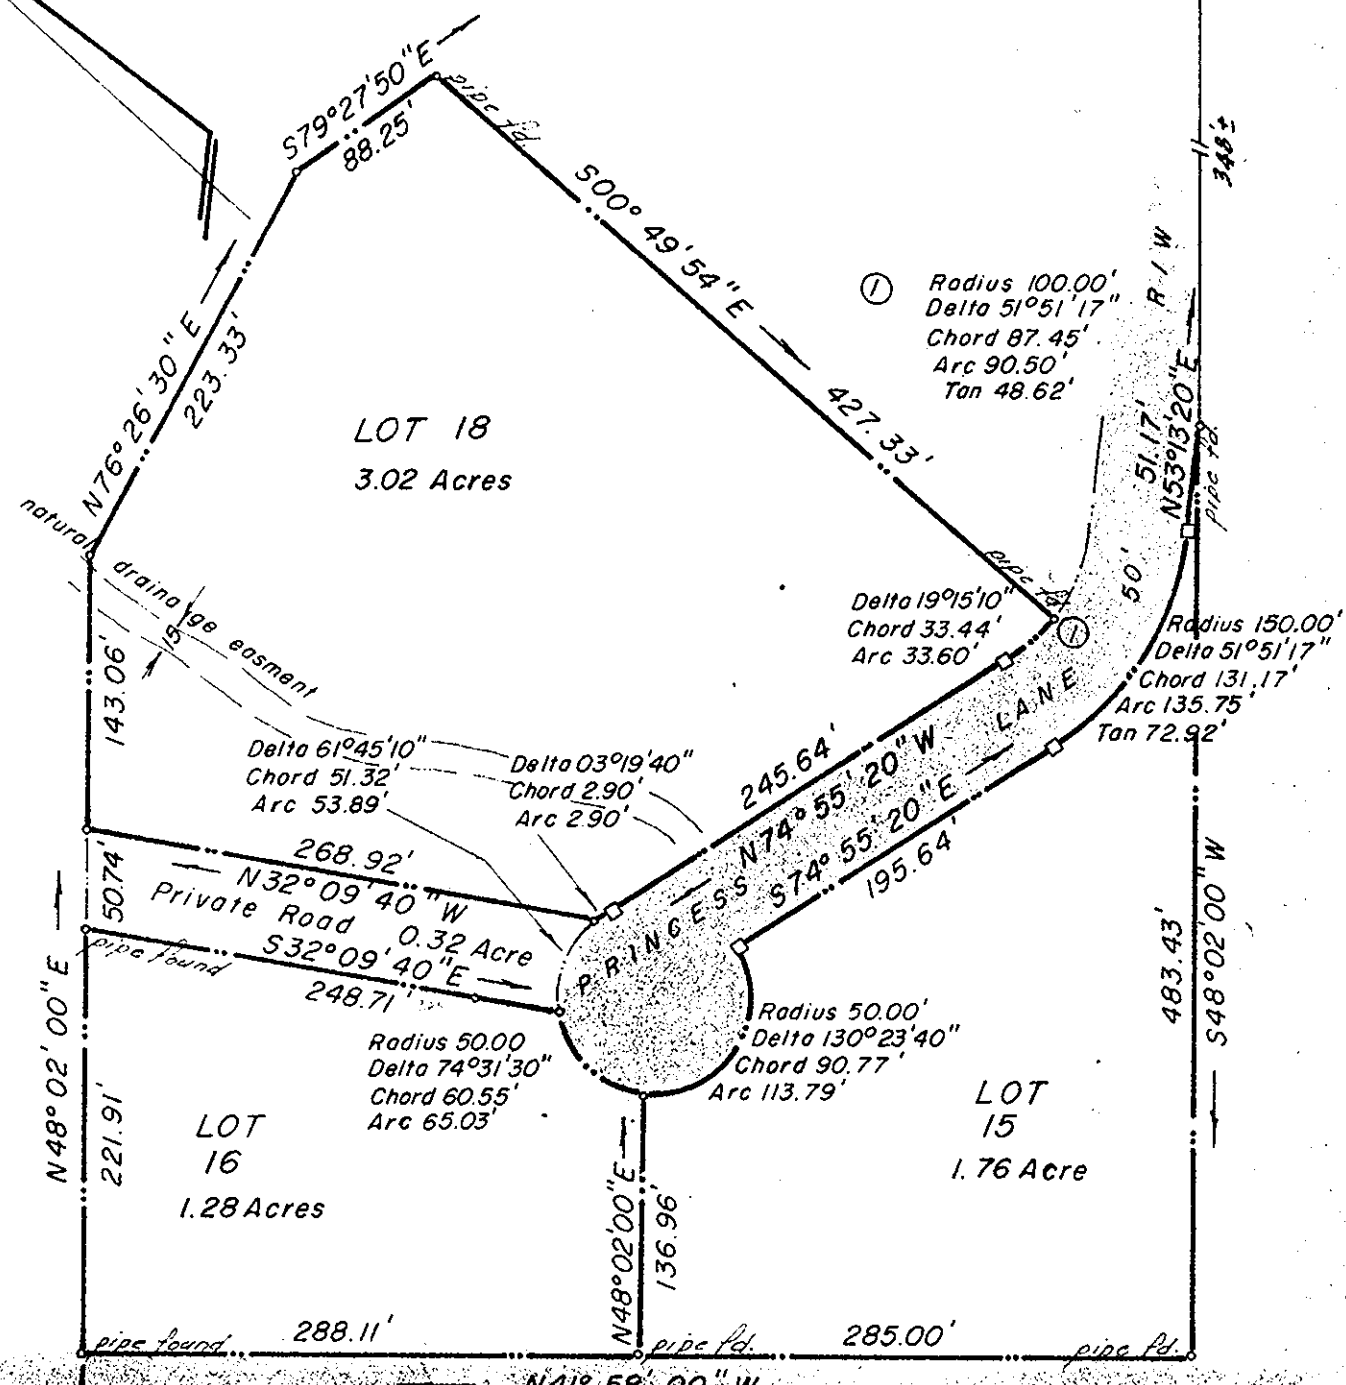 S79°27'50"E
88.25'
pipe fd.
348'±
S00°49'54"E
427.33'
R/W
① Radius 100.00'
Delta 51°51'17"
Chord 87.45'
Arc 90.50'
Tan 48.62'
N76°26'30"E
223.33'
LOT 18
3.02 Acres
51.17'
N53°13'20"E
pipe fd.
natural drainage easment
15'
50'
pipe fd.
①
Delta 19°15'10"
Chord 33.44'
Arc 33.60'
Radius 150.00'
Delta 51°51'17"
Chord 131.17'
Arc 135.75'
Tan 72.92'
143.06'
Delta 61°45'10"
Chord 51.32'
Arc 53.89'
Delta 03°19'40"
Chord 2.90'
Arc 2.90'
245.64'
N74°55'20"W
PRINCESS LANE
S74°55'20"E
195.64'
268.92'
N32°09'40"W
Private Road 0.32 Acre
S32°09'40"E
248.71'
50.74'
pipe found
N48°02'00"E
221.91'
483.43'
S48°02'00"W
Radius 50.00
Delta 74°31'30"
Chord 60.55'
Arc 65.03'
Radius 50.00'
Delta 130°23'40"
Chord 90.77'
Arc 113.79'
LOT
16
1.28 Acres
LOT
15
1.76 Acre
N48°02'00"E
136.96'
pipe found
288.11'
pipe fd.
285.00'
pipe fd.
N41°58'00"W